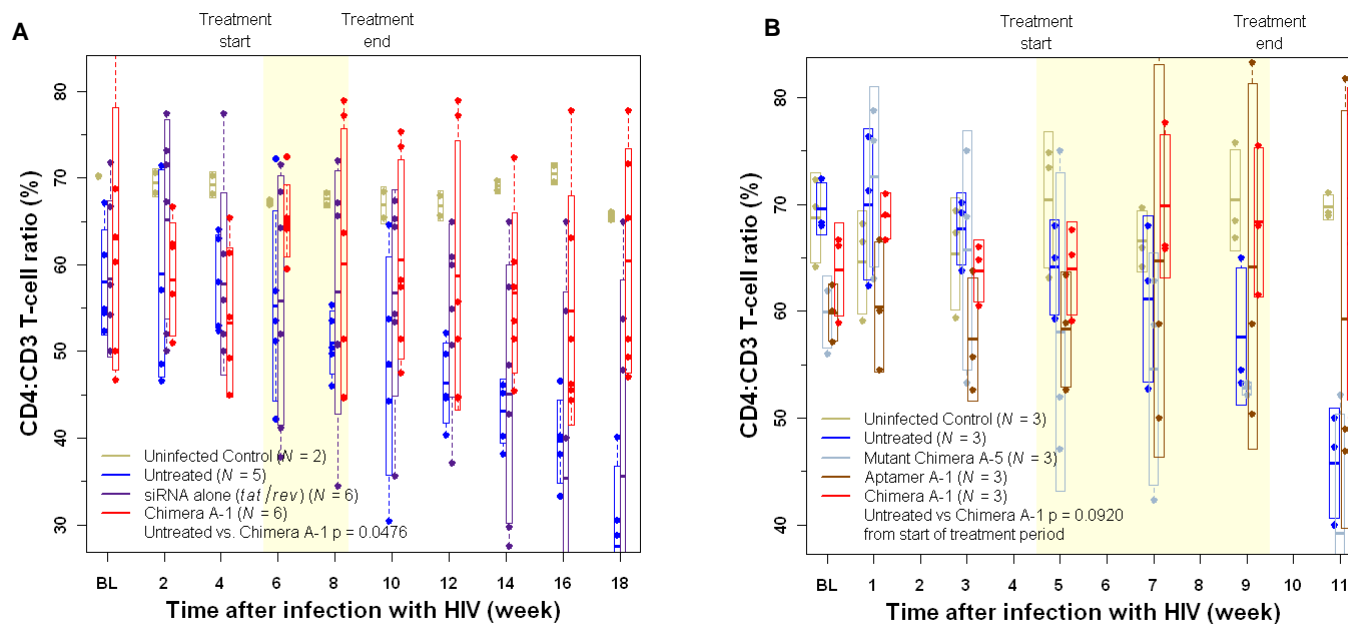 A
Treatment
start
Treatment
end
CD4:CD3 T-cell ratio (%)
80
70
60
50
40
30
Uninfected Control (N = 2)
Untreated (N = 5)
siRNA alone (tat/rev) (N = 6)
Chimera A-1 (N = 6)
Untreated vs. Chimera A-1 p = 0.0476
BL 2 4 6 8 10 12 14 16 18
Time after infection with HIV (week)
B
Treatment
start
Treatment
end
CD4:CD3 T-cell ratio (%)
80
70
60
50
40
Uninfected Control (N = 3)
Untreated (N = 3)
Mutant Chimera A-5 (N = 3)
Aptamer A-1 (N = 3)
Chimera A-1 (N = 3)
Untreated vs Chimera A-1 p = 0.0920
from start of treatment period
BL 1 2 3 4 5 6 7 8 9 10 11
Time after infection with HIV (week)